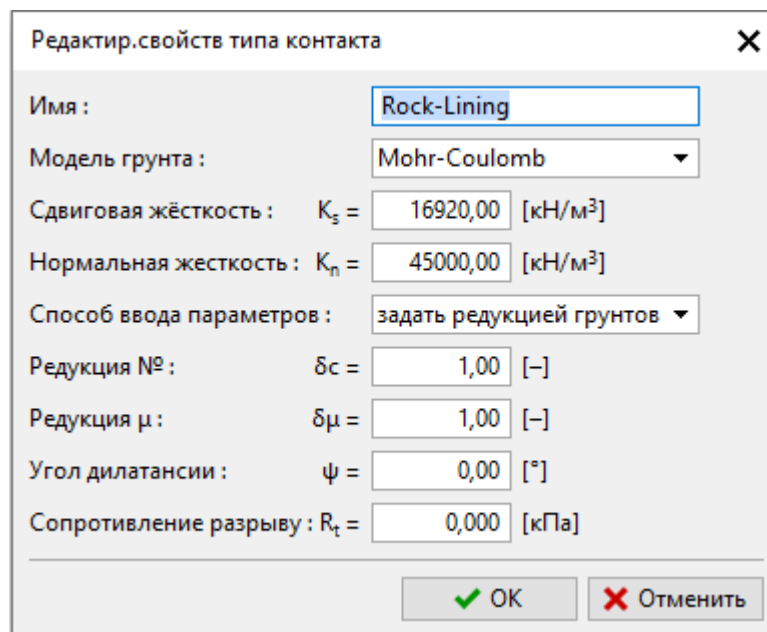 Редактир.свойств типа контакта
Имя : Rock-Lining
Модель грунта : Mohr-Coulomb
Сдвиговая жёсткость : Kₛ = 16920,00 [кН/м³]
Нормальная жесткость : Kₙ = 45000,00 [кН/м³]
Способ ввода параметров : задать редукцией грунтов
Редукция № : δc = 1,00 [–]
Редукция μ : δμ = 1,00 [–]
Угол дилатансии : ψ = 0,00 [°]
Сопротивление разрыву : Rₜ = 0,000 [кПа]
OK Отменить